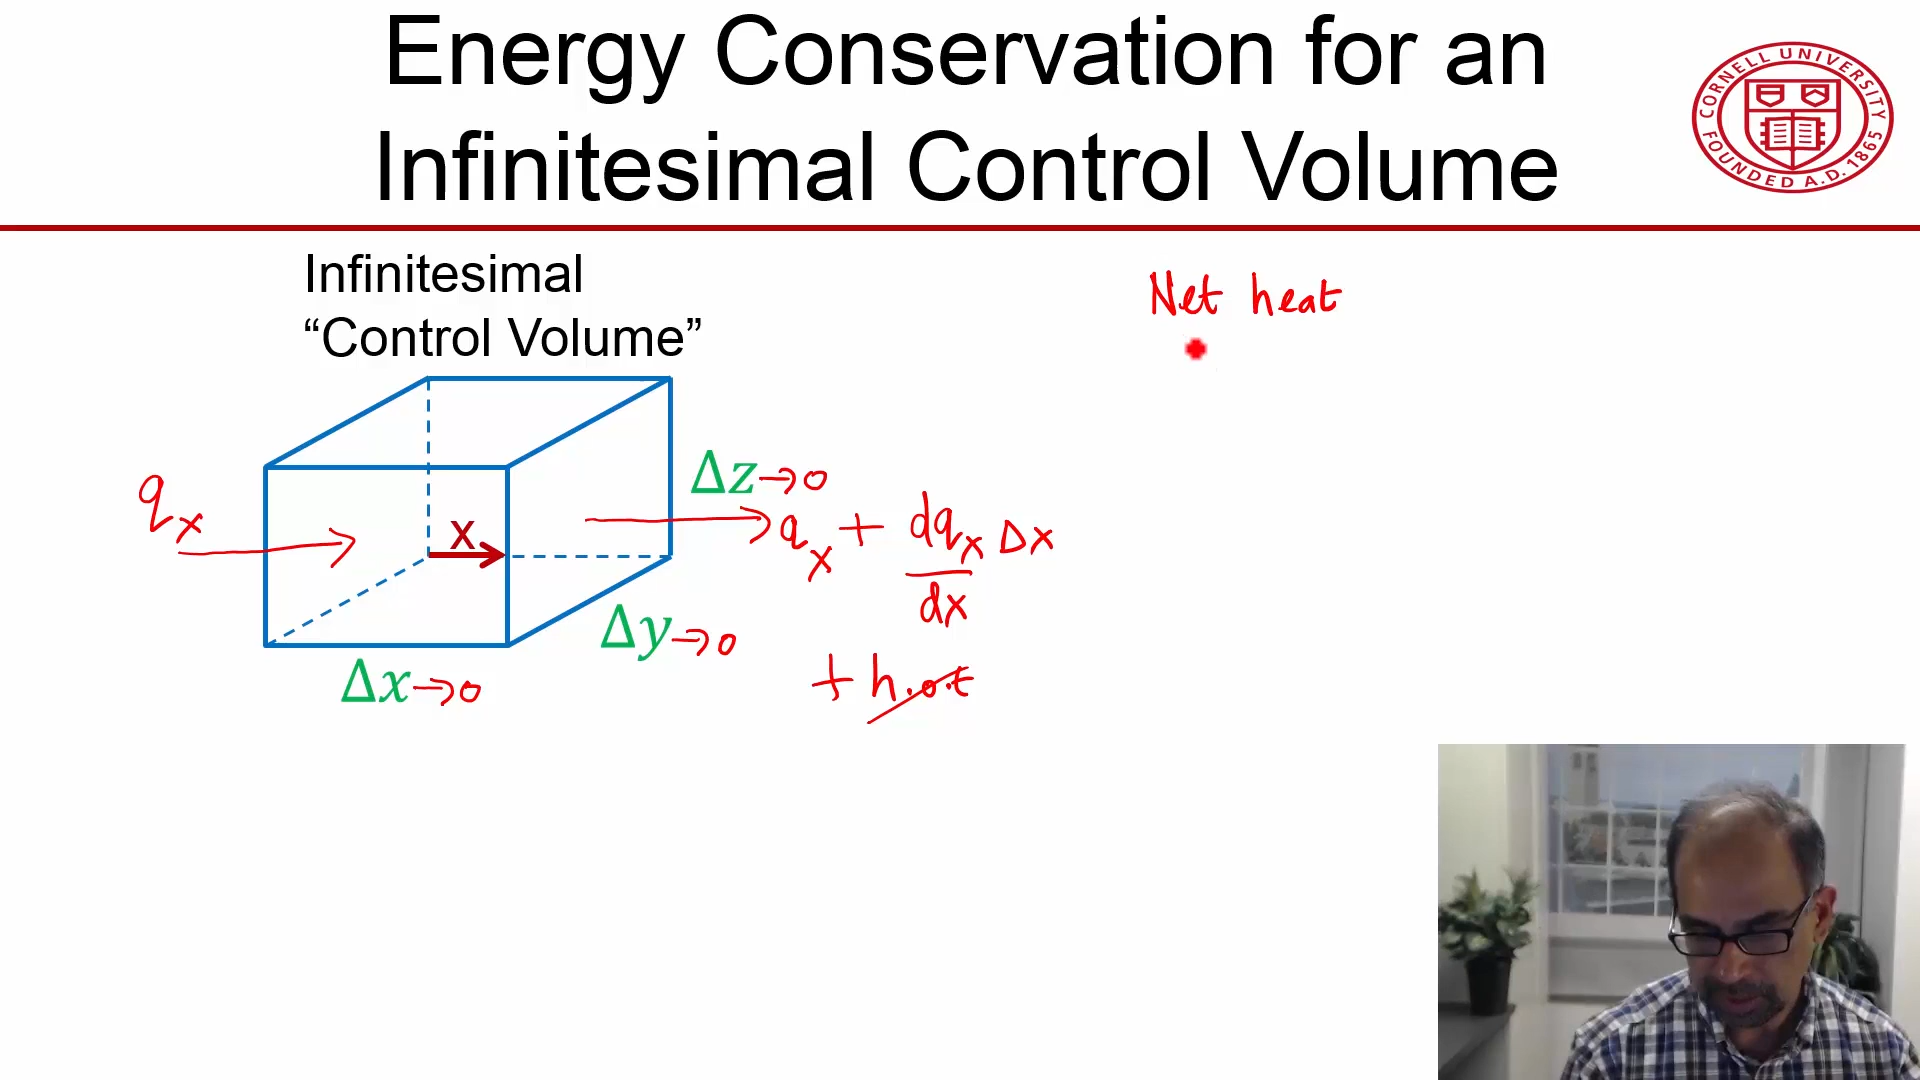 Energy Conservation for an
Infinitesimal Control Volume
CORNELL UNIVERSITY
FOUNDED A.D. 1865
Infinitesimal
“Control Volume”
Net heat
q_x
x
Δz→0
q_x + dq_x/dx Δx
Δy→0
+ h.o.t
Δx→0